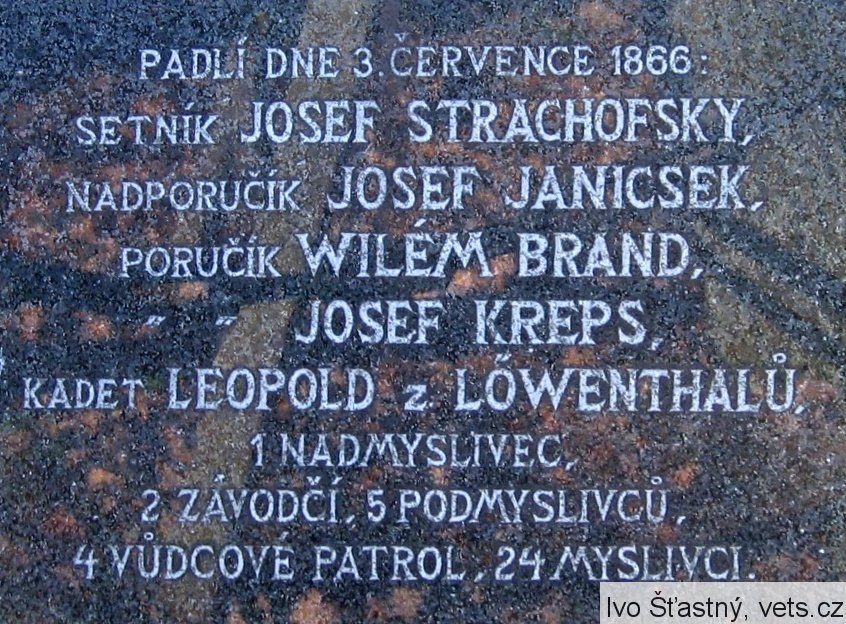 PADLÍ DNE 3. ČERVENCE 1866:
SETNÍK JOSEF STRACHOFSKY,
NADPORUČÍK JOSEF JANICSEK,
PORUČÍK WILÉM BRAND,
〃 〃 JOSEF KREPS,
KADET LEOPOLD z LŐWENTHALŮ,
1 NADMYSLIVEC,
2 ZÁVODČÍ, 5 PODMYSLIVCŮ,
4 VŮDCOVÉ PATROL, 24 MYSLIVCI.
Ivo Šťastný, vets.cz